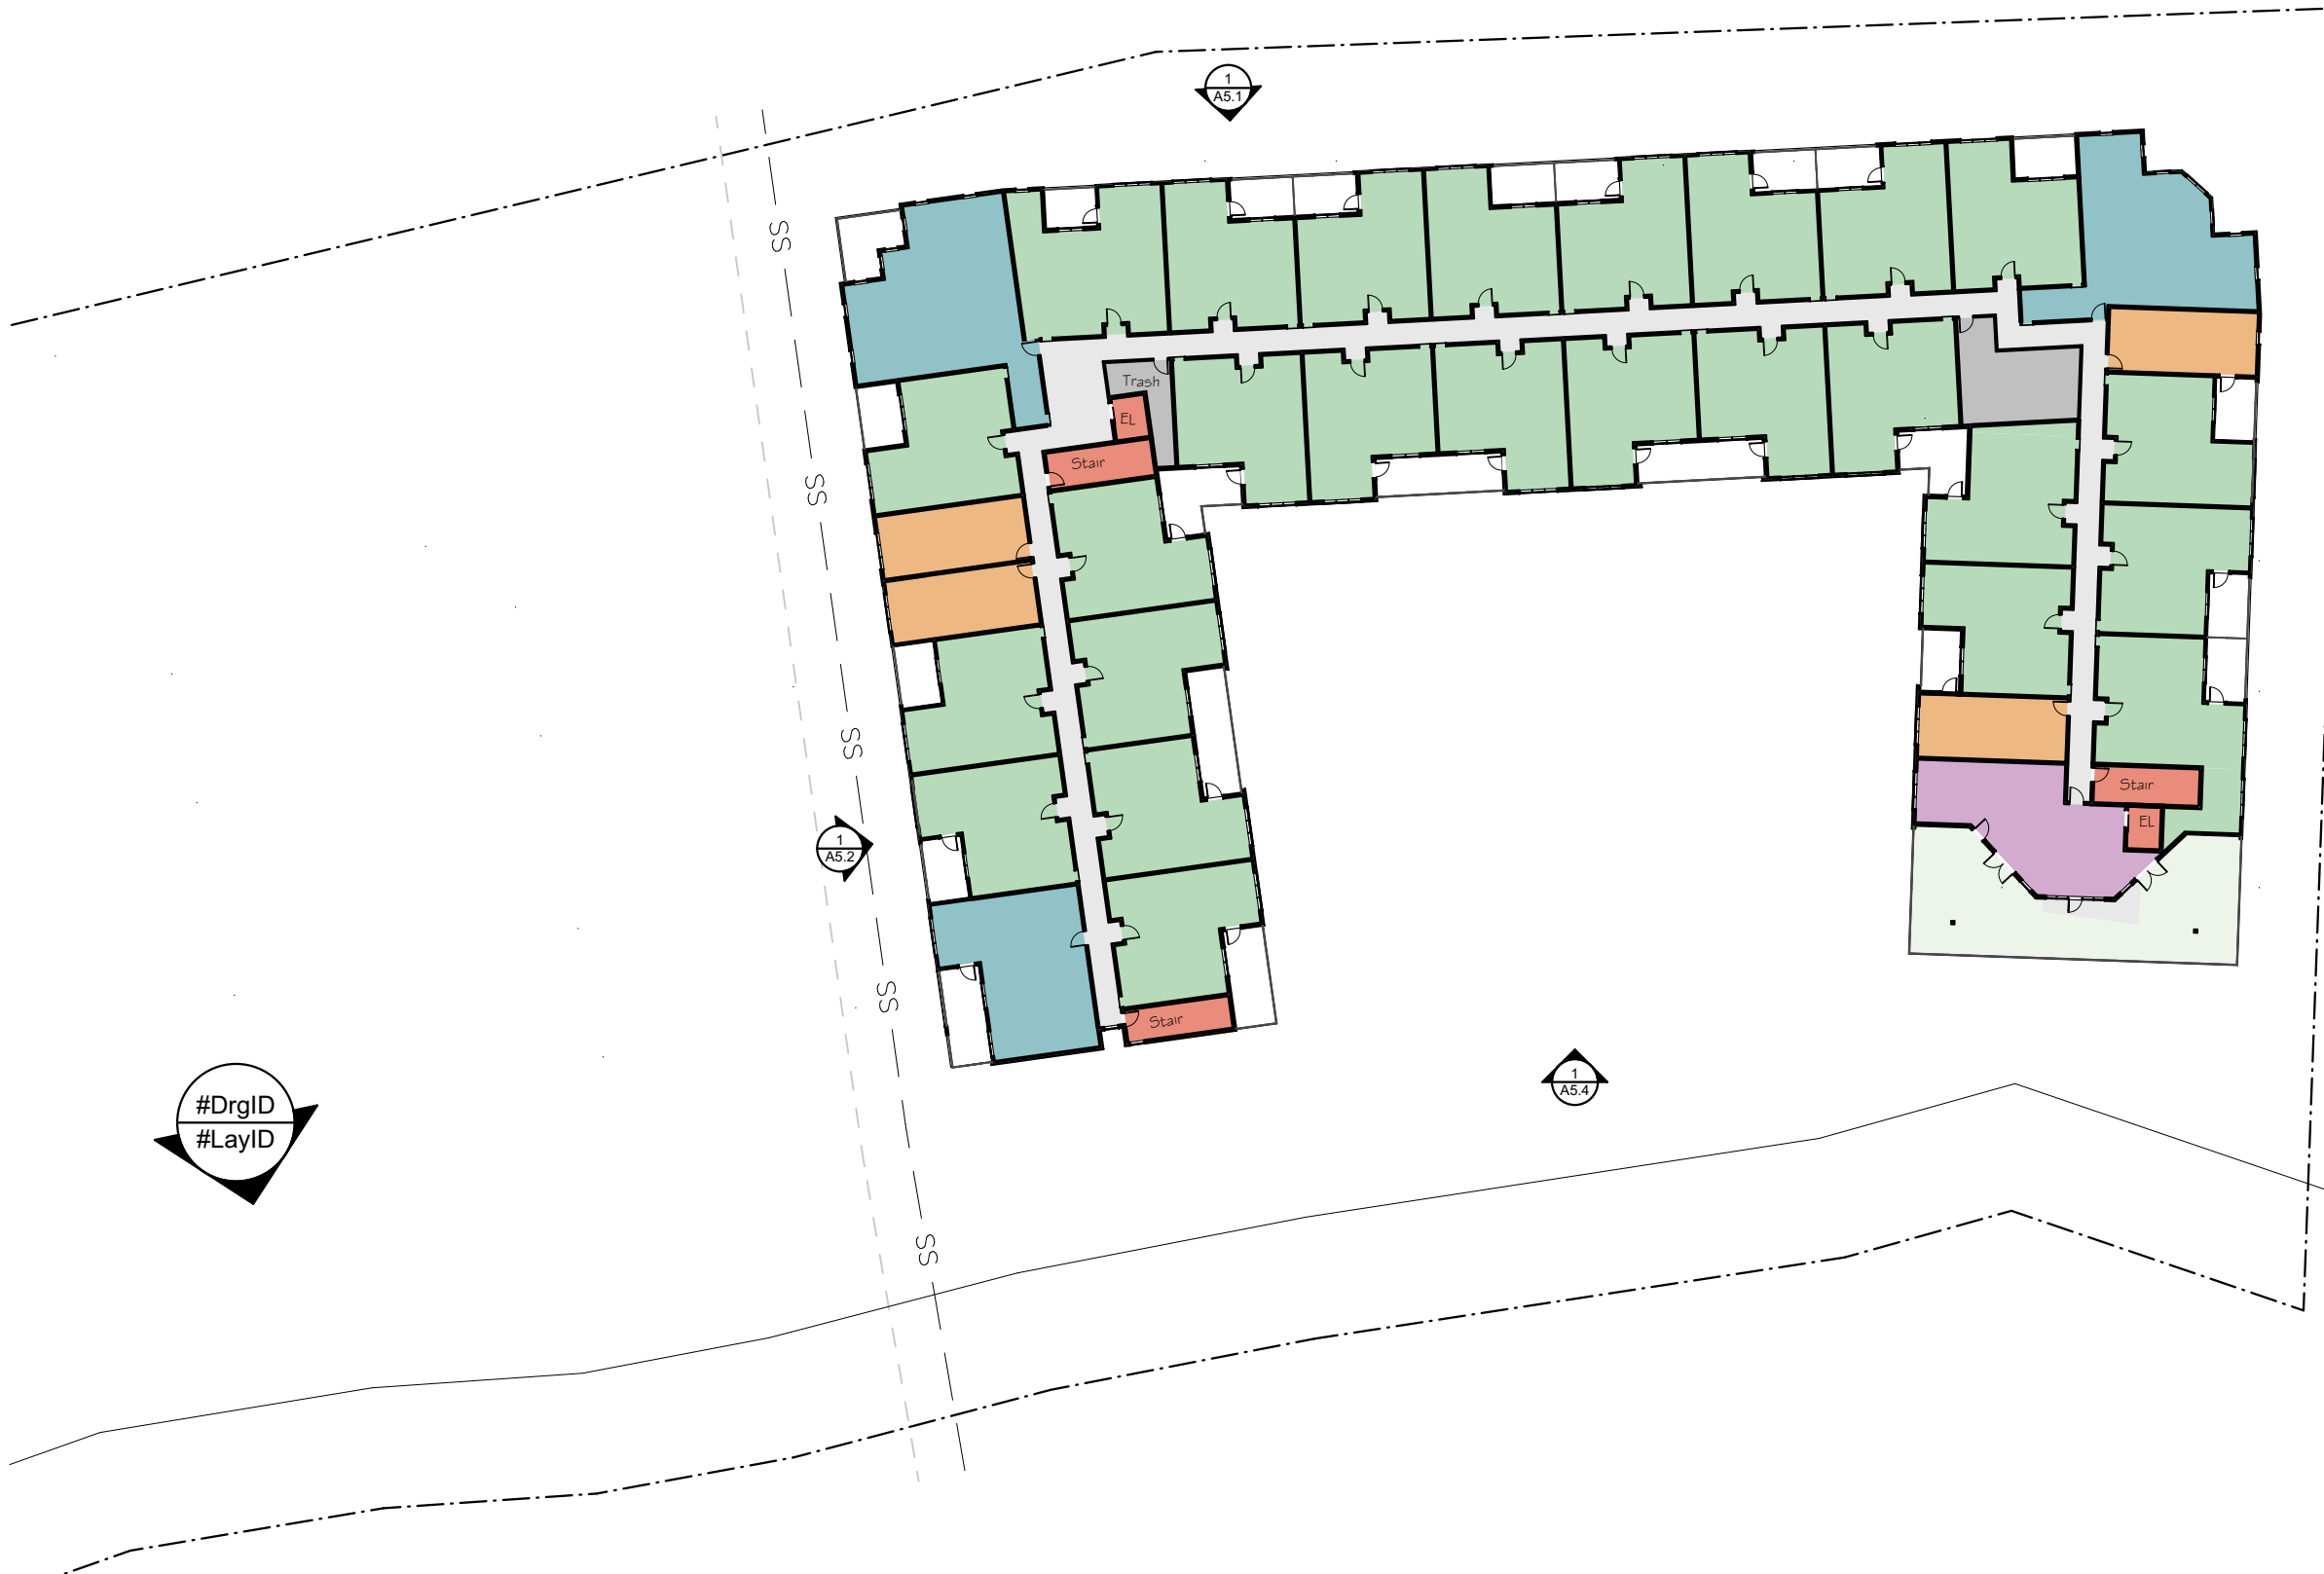 1
A5.1
SS
Trash
EL
Stair
SS
SS
Stair
EL
1
A5.2
SS
Stair
1
A5.4
#DrgID
#LayID
SS